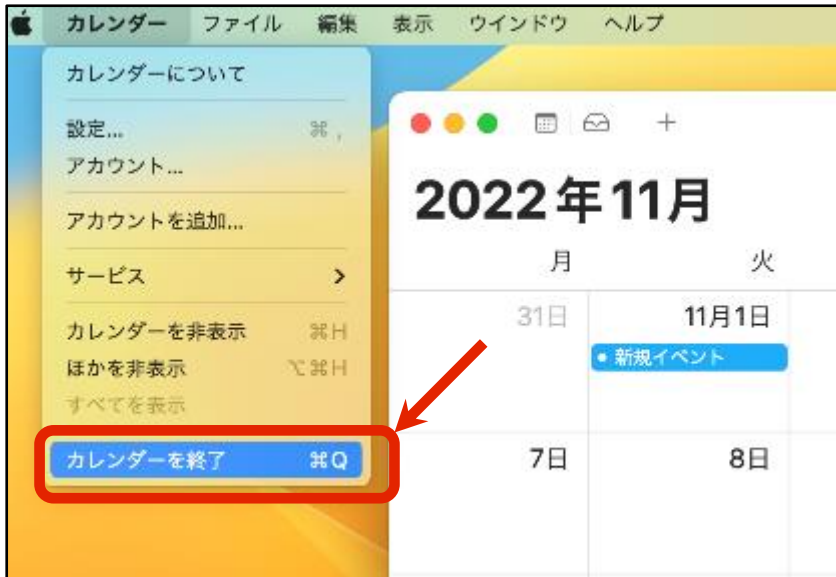 カレンダー ファイル 編集 表示 ウインドウ ヘルプ
カレンダーについて
設定... ⌘ ,
アカウント...
アカウントを追加...
サービス >
カレンダーを非表示 ⌘H
ほかを非表示 ⌥⌘H
すべてを表示
カレンダーを終了 ⌘Q
2022年11月
月 火
31日 11月1日
新規イベント
7日 8日